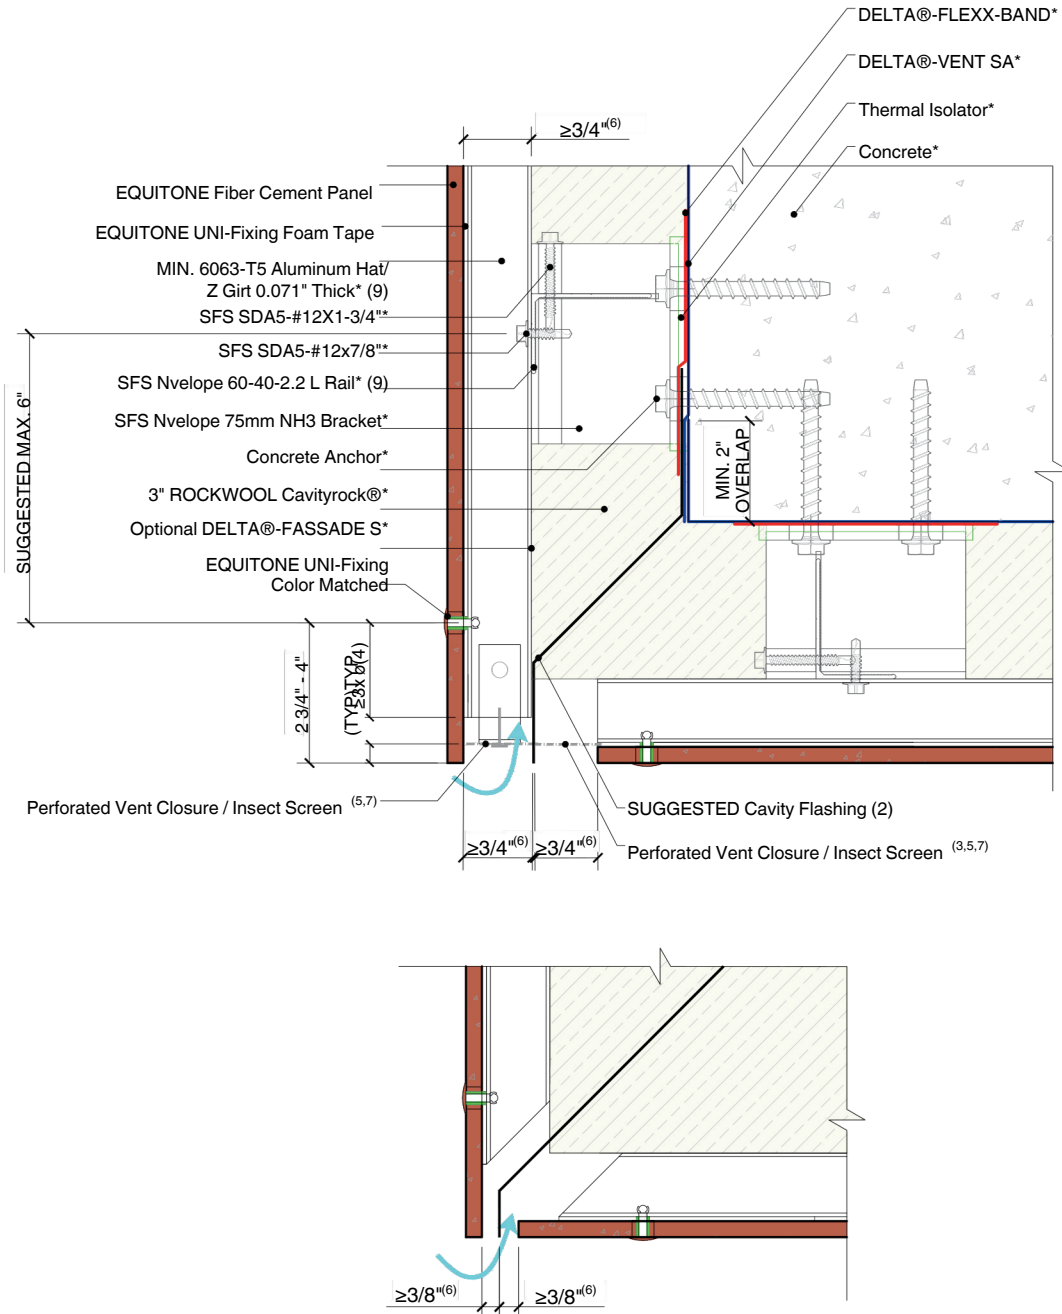 DELTA®-FLEXX-BAND*
DELTA®-VENT SA*
Thermal Isolator*
Concrete*
≥3/4"(6)
EQUITONE Fiber Cement Panel
EQUITONE UNI-Fixing Foam Tape
MIN. 6063-T5 Aluminum Hat/
Z Girt 0.071" Thick* (9)
SFS SDA5-#12X1-3/4"*
SFS SDA5-#12x7/8"*
SFS Nvelope 60-40-2.2 L Rail* (9)
SFS Nvelope 75mm NH3 Bracket*
Concrete Anchor*
3" ROCKWOOL Cavityrock®*
Optional DELTA®-FASSADE S*
EQUITONE UNI-Fixing
Color Matched
SUGGESTED MAX. 6"
MIN. 2"
OVERLAP
2 3/4" - 4"
(TYP)
Perforated Vent Closure / Insect Screen (5,7)
SUGGESTED Cavity Flashing (2)
≥3/4"(6)
≥3/4"(6)
Perforated Vent Closure / Insect Screen (3,5,7)
≥3/8"(6)
≥3/8"(6)